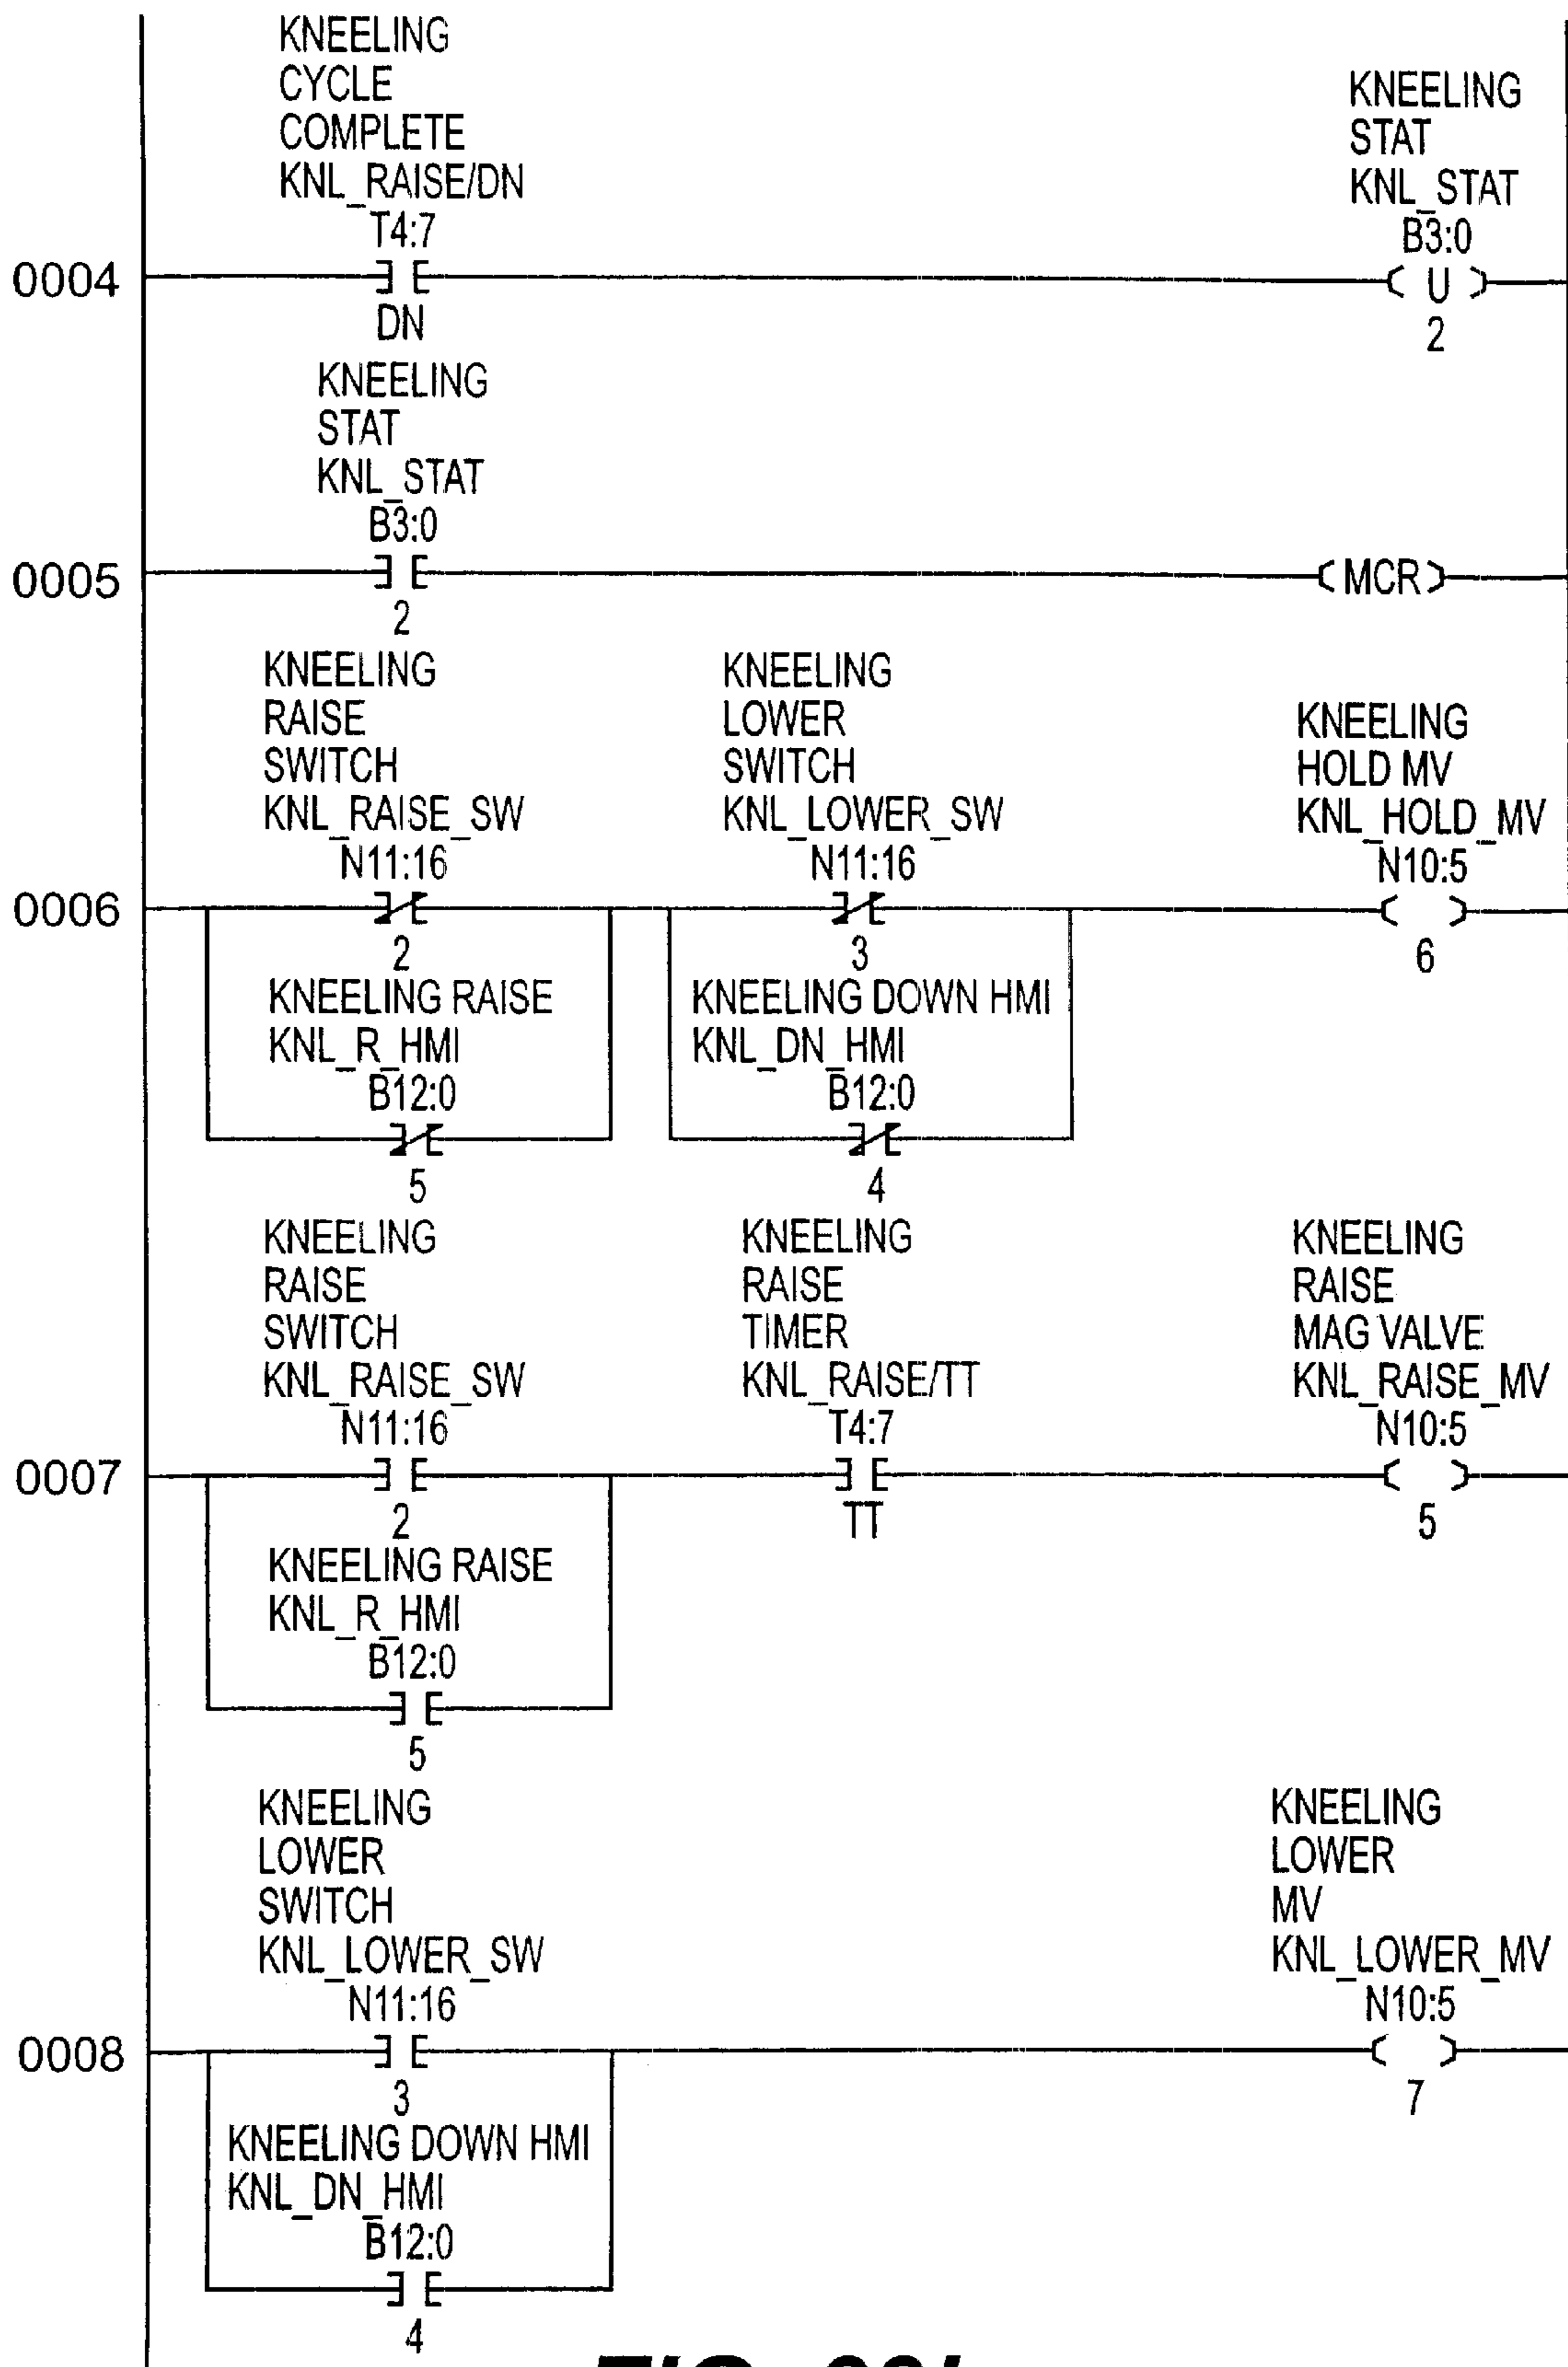 KNEELING
CYCLE
COMPLETE
KNL_RAISE/DN
T4:7
DN
KNEELING
STAT
KNL_STAT
B3:0
U
2
0004
KNEELING
STAT
KNL_STAT
B3:0
2
MCR
0005
KNEELING
RAISE
SWITCH
KNL_RAISE_SW
N11:16
2
KNEELING RAISE
KNL_R_HMI
B12:0
5
KNEELING
LOWER
SWITCH
KNL_LOWER_SW
N11:16
3
KNEELING DOWN HMI
KNL_DN_HMI
B12:0
4
KNEELING
HOLD MV
KNL_HOLD_MV
N10:5
6
0006
KNEELING
RAISE
SWITCH
KNL_RAISE_SW
N11:16
2
KNEELING RAISE
KNL_R_HMI
B12:0
5
KNEELING
RAISE
TIMER
KNL_RAISE/TT
T4:7
TT
KNEELING
RAISE
MAG VALVE
KNL_RAISE_MV
N10:5
5
0007
KNEELING
LOWER
SWITCH
KNL_LOWER_SW
N11:16
3
KNEELING DOWN HMI
KNL_DN_HMI
B12:0
4
KNEELING
LOWER
MV
KNL_LOWER_MV
N10:5
7
0008